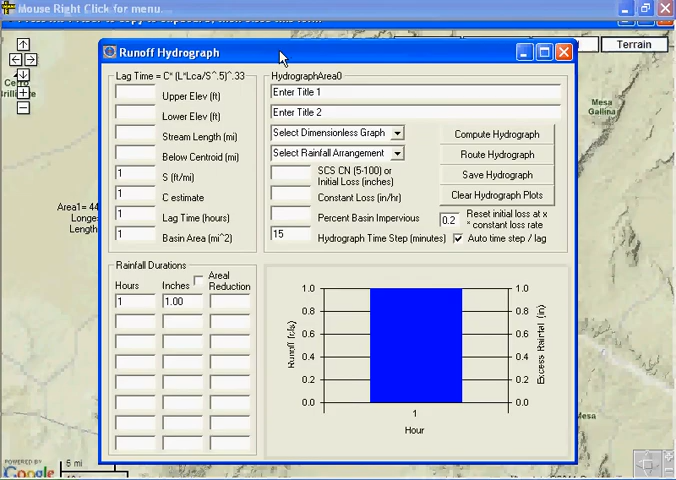 Mouse Right Click for menu....
Terrain
Runoff Hydrograph
Lag Time = C* (L*Lca/S^.5)^.33
Upper Elev (ft)
Lower Elev (ft)
Stream Length (mi)
Below Centroid (mi)
1 S (ft/mi)
1 C estimate
1 Lag Time (hours)
1 Basin Area (mi^2)
HydrographArea0
Enter Title 1
Enter Title 2
Select Dimensionless Graph
Select Rainfall Arrangement
SCS CN (5-100) or
Initial Loss (inches)
Constant Loss (in/hr)
Percent Basin Impervious
15 Hydrograph Time Step (minutes)
Compute Hydrograph
Route Hydrograph
Save Hydrograph
Clear Hydrograph Plots
0.2 Reset initial loss at x
* constant loss rate
Auto time step / lag
Rainfall Durations
Hours Inches Areal
Reduction
1 1.00
1.0
0.8
0.6
0.4
0.2
0.0
Runoff (cfs)
1
Hour
1.0
0.8
0.6
0.4
0.2
0.0
Excess Rainfall (in)
Mesa
Gallina
Area1= 44
Longe
Length
Mesa
POWERED BY
Google
5 mi